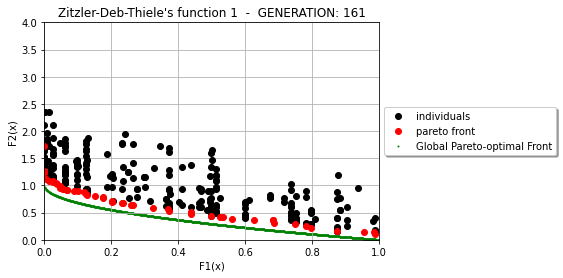 Zitzler-Deb-Thiele's function 1 - GENERATION: 161
4.0
3.5
3.0
2.5
2.0
1.5
1.0
0.5
0.0
F2(x)
0.0 0.2 0.4 0.6 0.8 1.0
F1(x)
individuals
pareto front
Global Pareto-optimal Front